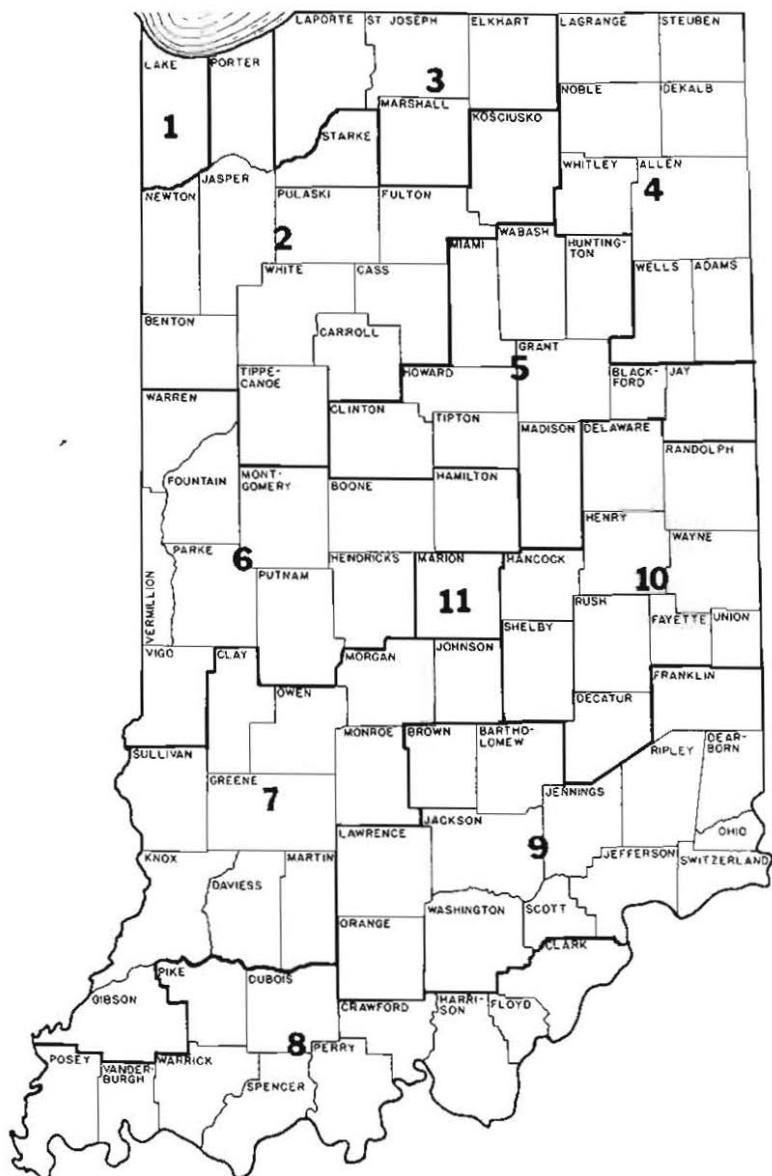 LAPORTE
ST JOSEPH
ELKHART
LAGRANGE
STEUBEN
LAKE
PORTER
3
NOBLE
DEKALB
MARSHALL
KOSCIUSKO
1
STARKE
WHITLEY
ALLEN
JASPER
4
NEWTON
PULASKI
FULTON
2
MIAMI
WABASH
HUNTING-
TON
WHITE
CASS
WELLS
ADAMS
BENTON
CARROLL
GRANT
TIPPE-
CANOE
HOWARD
5
BLACK-
FORD
JAY
WARREN
CLINTON
TIPTON
MADISON
DELAWARE
RANDOLPH
FOUNTAIN
MONT-
GOMERY
BOONE
HAMILTON
HENRY
WAYNE
PARKE
6
HENDRICKS
MARION
HANCOCK
VERMILLION
PUTNAM
11
10
RUSH
FAYETTE
UNION
SHELBY
VIGO
CLAY
MORGAN
JOHNSON
FRANKLIN
OWEN
DECATUR
MONROE
BROWN
BARTHO-
LOMEW
DEAR-
BORN
SULLIVAN
RIPLEY
GREENE
7
JENNINGS
JACKSON
LAWRENCE
9
OHIO
KNOX
MARTIN
JEFFERSON
SWITZERLAND
DAVIESS
WASHINGTON
SCOTT
ORANGE
CLARK
PIKE
DUBOIS
GIBSON
CRAWFORD
HARRI-
SON
FLOYD
8
PERRY
POSEY
VANDER-
BURGH
WARRICK
SPENCER